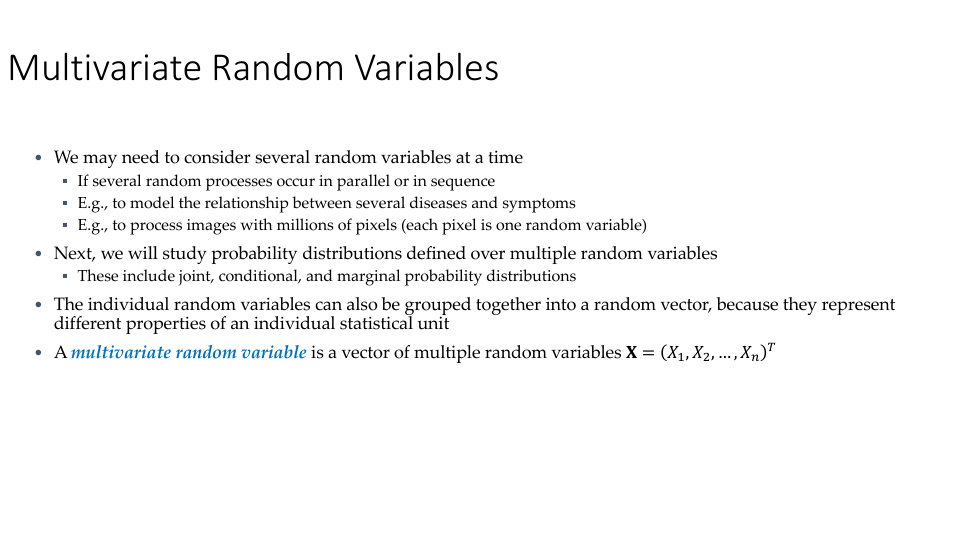 Multivariate Random Variables
• We may need to consider several random variables at a time
▪ If several random processes occur in parallel or in sequence
▪ E.g., to model the relationship between several diseases and symptoms
▪ E.g., to process images with millions of pixels (each pixel is one random variable)
• Next, we will study probability distributions defined over multiple random variables
▪ These include joint, conditional, and marginal probability distributions
• The individual random variables can also be grouped together into a random vector, because they represent
different properties of an individual statistical unit
• A multivariate random variable is a vector of multiple random variables 𝐗 = (𝑋₁, 𝑋₂, … , 𝑋ₙ)ᵀ